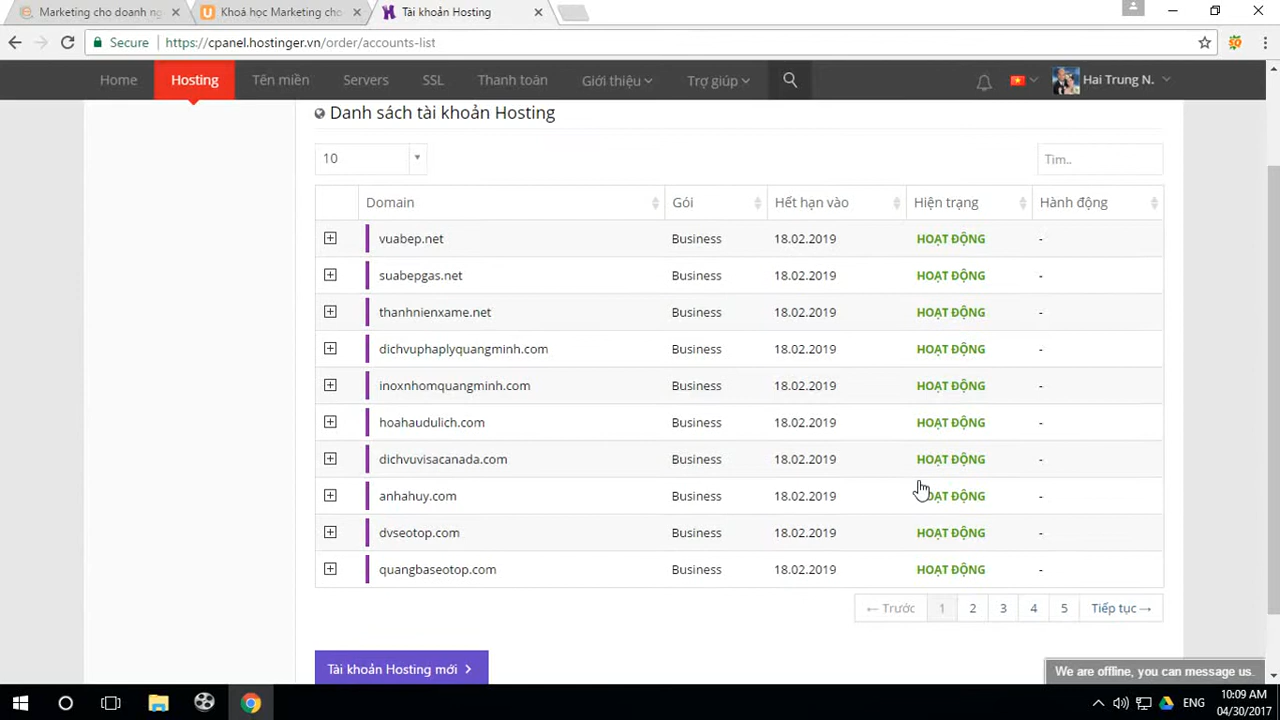 Marketing cho doanh ng
Khoá học Marketing cho
Tài khoản Hosting
Secure https://cpanel.hostinger.vn/order/accounts-list
Home Hosting Tên miền Servers SSL Thanh toán Giới thiệu Trợ giúp Hai Trung N.
Danh sách tài khoản Hosting
10 Tìm..
Domain Gói Hết hạn vào Hiện trạng Hành động
vuabep.net Business 18.02.2019 HOẠT ĐỘNG -
suabepgas.net Business 18.02.2019 HOẠT ĐỘNG -
thanhnienxame.net Business 18.02.2019 HOẠT ĐỘNG -
dichvuphaplyquangminh.com Business 18.02.2019 HOẠT ĐỘNG -
inoxnhomquangminh.com Business 18.02.2019 HOẠT ĐỘNG -
hoahaudulich.com Business 18.02.2019 HOẠT ĐỘNG -
dichvuvisacanada.com Business 18.02.2019 HOẠT ĐỘNG -
anhahuy.com Business 18.02.2019 HOẠT ĐỘNG -
dvseotop.com Business 18.02.2019 HOẠT ĐỘNG -
quangbaseotop.com Business 18.02.2019 HOẠT ĐỘNG -
← Trước 1 2 3 4 5 Tiếp tục →
Tài khoản Hosting mới
We are offline, you can message us.
ENG 10:09 AM
04/30/2017